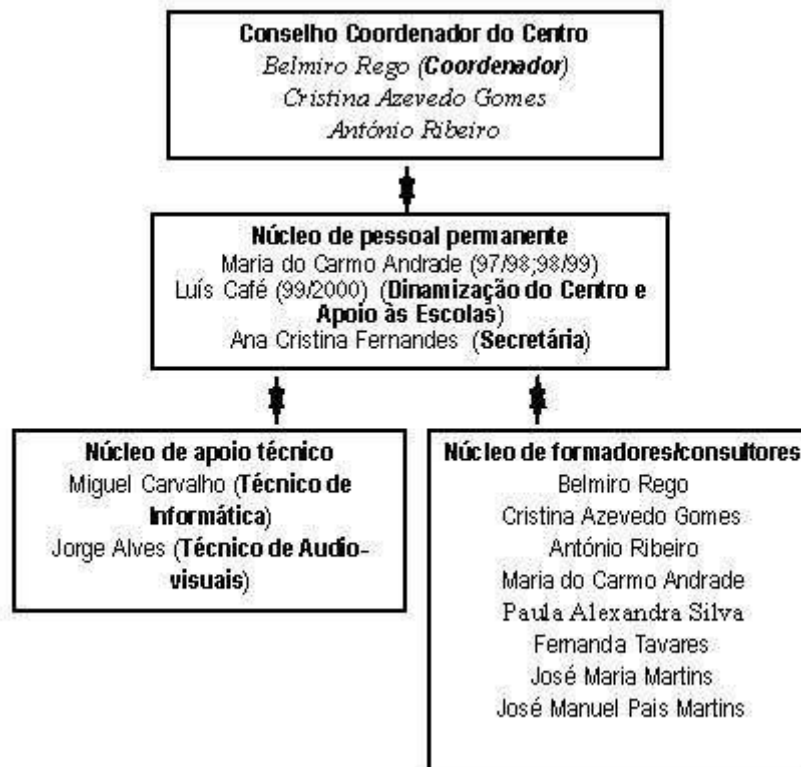 Conselho Coordenador do Centro
Belmiro Rego (Coordenador)
Cristina Azevedo Gomes
António Ribeiro
Núcleo de pessoal permanente
Maria do Carmo Andrade (97/98;98/99)
Luís Café (99/2000) (Dinamização do Centro e
Apoio às Escolas)
Ana Cristina Fernandes (Secretária)
Núcleo de apoio técnico
Miguel Carvalho (Técnico de
Informática)
Jorge Alves (Técnico de Audio-
visuais)
Núcleo de formadores/consultores
Belmiro Rego
Cristina Azevedo Gomes
António Ribeiro
Maria do Carmo Andrade
Paula Alexandra Silva
Fernanda Tavares
José Maria Martins
José Manuel Pais Martins